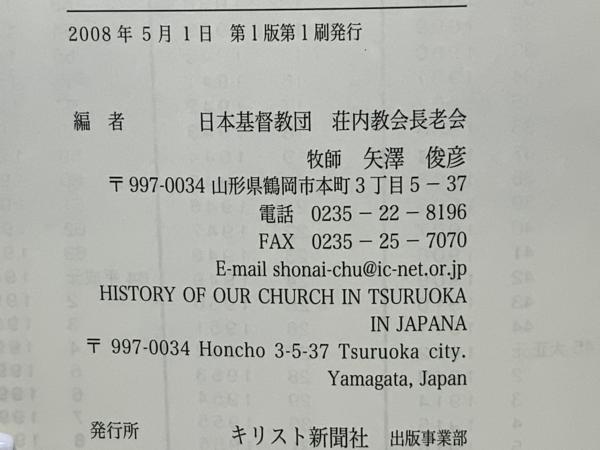 2008年5月1日　第1版第1刷発行
編　者　日本基督教団　荘内教会長老会
牧師　矢澤　俊彦
〒997-0034 山形県鶴岡市本町3丁目5－37
電話　0235－22－8196
FAX　0235－25－7070
E-mail shonai-chu@ic-net.or.jp
HISTORY OF OUR CHURCH IN TSURUOKA
IN JAPANA
〒 997-0034 Honcho 3-5-37 Tsuruoka city.
Yamagata, Japan
発行所　キリスト新聞社　出版事業部